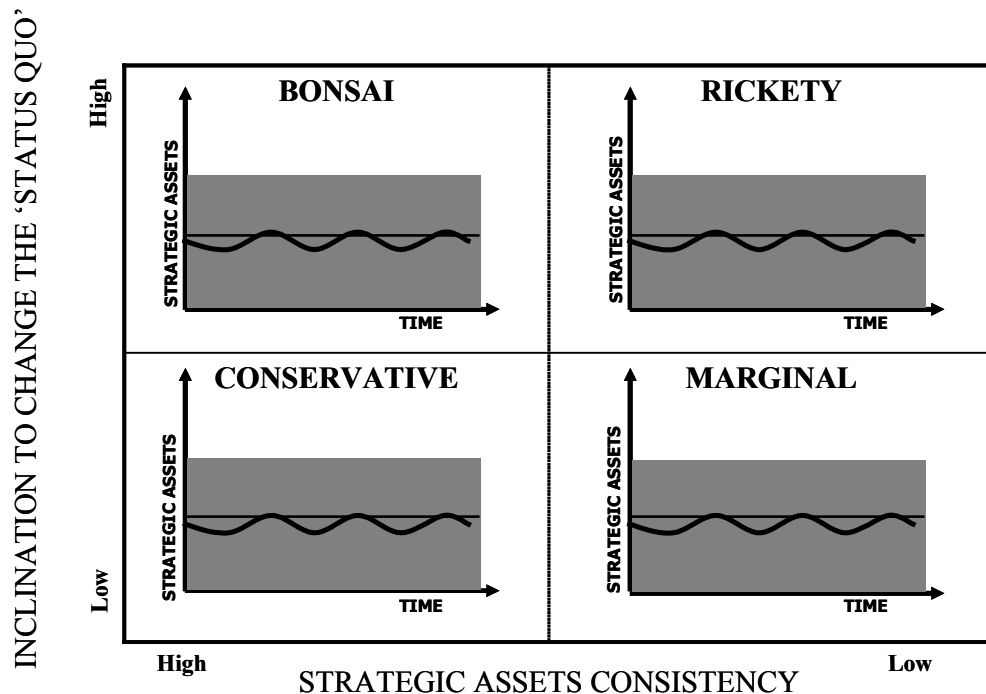 INCLINATION TO CHANGE THE ‘STATUS QUO’
High
BONSAI
STRATEGIC ASSETS
TIME
RICKETY
STRATEGIC ASSETS
TIME
Low
CONSERVATIVE
STRATEGIC ASSETS
TIME
MARGINAL
STRATEGIC ASSETS
TIME
High
STRATEGIC ASSETS CONSISTENCY
Low